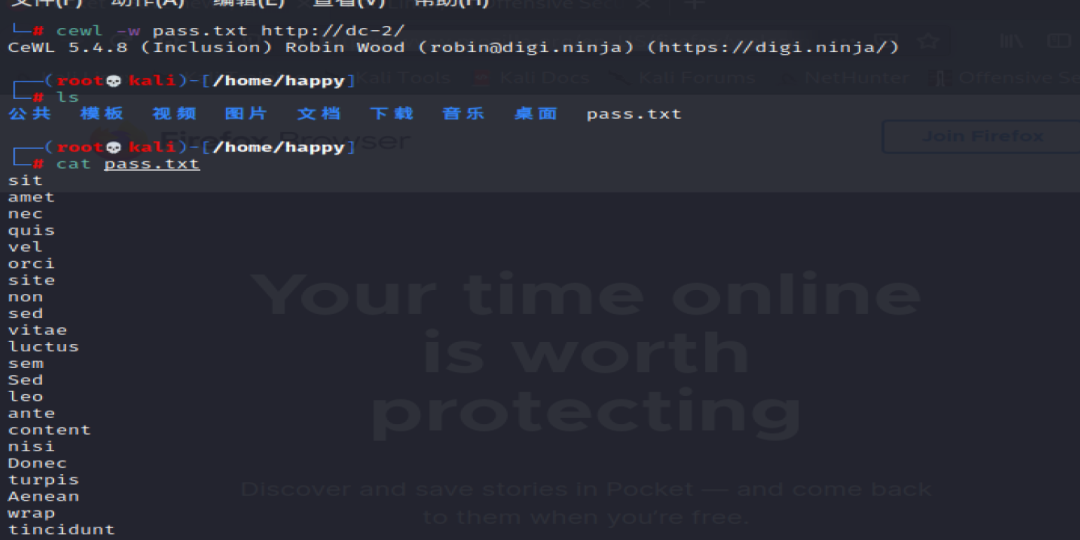 文件(F) 动作(A) 编辑(E) 查看(V) 帮助(H)
└─# cewl -w pass.txt http://dc-2/
CeWL 5.4.8 (Inclusion) Robin Wood (robin@digi.ninja) (https://digi.ninja/)
┌──(root💀kali)-[/home/happy]
└─# ls
公共 模板 视频 图片 文档 下载 音乐 桌面 pass.txt
┌──(root💀kali)-[/home/happy]
└─# cat pass.txt
sit
amet
nec
quis
vel
orci
site
non
sed
vitae
luctus
sem
Sed
leo
ante
content
nisi
Donec
turpis
Aenean
wrap
tincidunt
Kali Tools Kali Docs Kali Forums NetHunter Offensive Se
Firefox Browser
Join Firefox
Your time online
is worth
protecting
Discover and save stories in Pocket — and come back
to them when you're free.